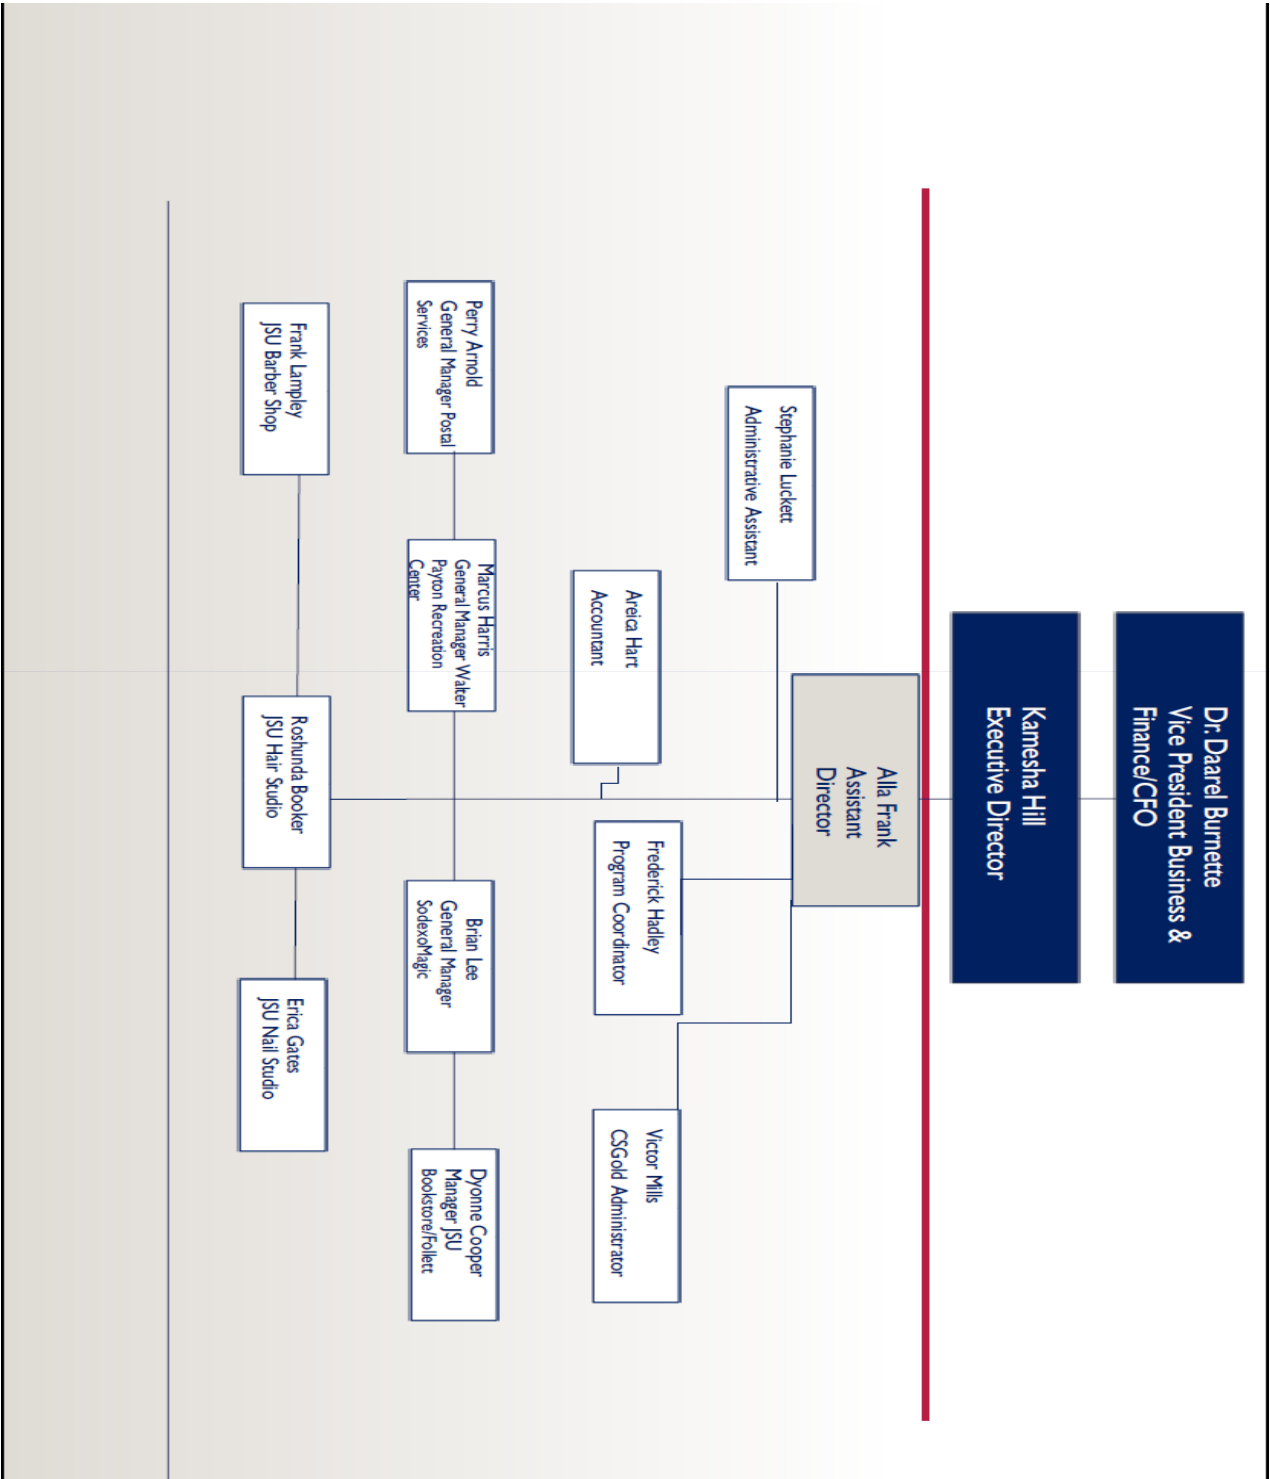 Dr. Daarel Burnette
Vice President Business &
Finance/CFO
Kamesha Hill
Executive Director
Alla Frank
Assistant
Director
Stephanie Luckett
Administrative Assistant
Areica Hart
Accountant
Frederick Hadley
Program Coordinator
Victor Mills
CSGold Administrator
Perry Arnold
General Manager Postal
Services
Marcus Harris
General Manager Walter
Payton Recreation
Center
Brian Lee
General Manager
SodexoMagic
Dyonne Cooper
Manager JSU
Bookstore/Follett
Frank Lampley
JSU Barber Shop
Roshunda Booker
JSU Hair Studio
Erica Gates
JSU Nail Studio